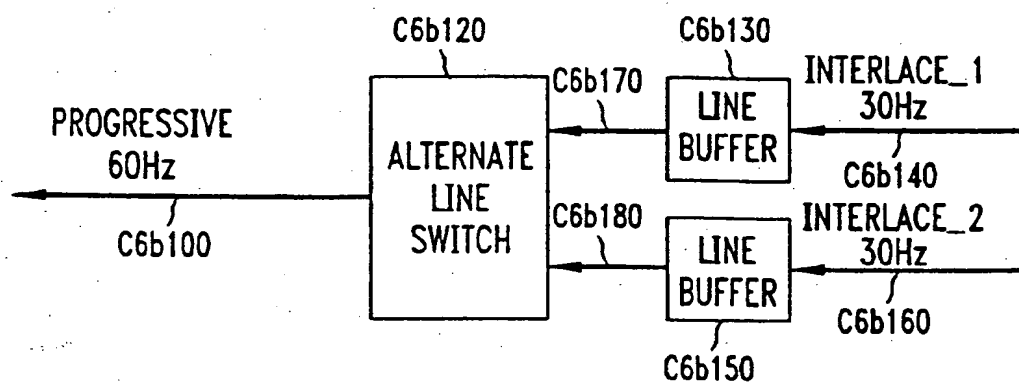 C6b120
C6b130
C6b170
INTERLACE_1
30Hz
LINE
BUFFER
C6b140
PROGRESSIVE
60Hz
C6b100
ALTERNATE
LINE
SWITCH
C6b180
INTERLACE_2
30Hz
LINE
BUFFER
C6b160
C6b150